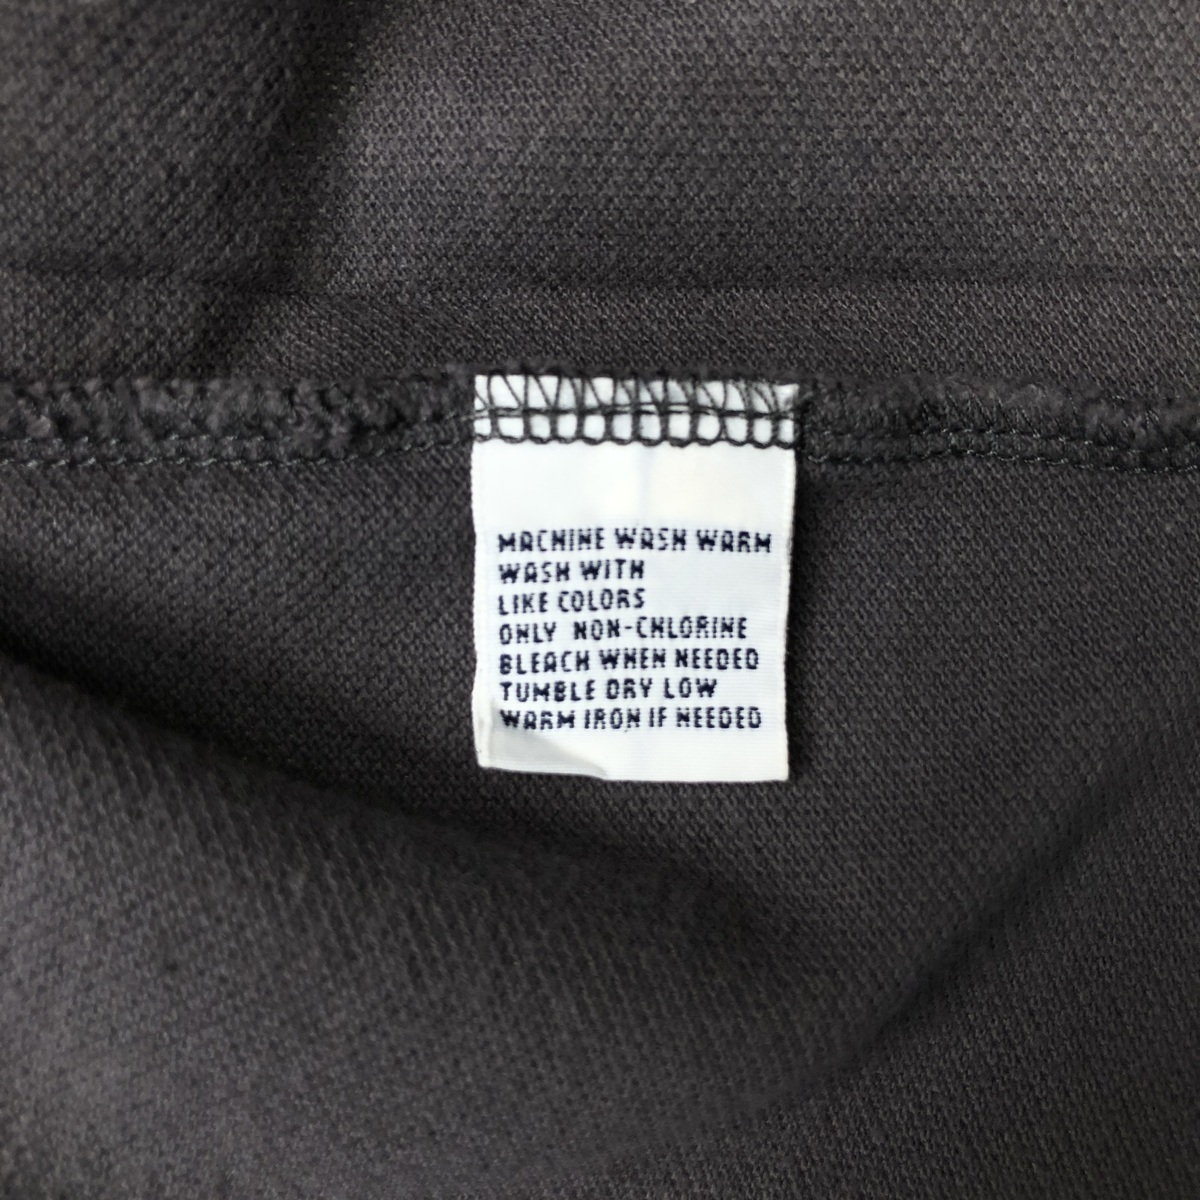 MACHINE WASH WARM
WASH WITH
LIKE COLORS
ONLY NON-CHLORINE
BLEACH WHEN NEEDED
TUMBLE DRY LOW
WARM IRON IF NEEDED